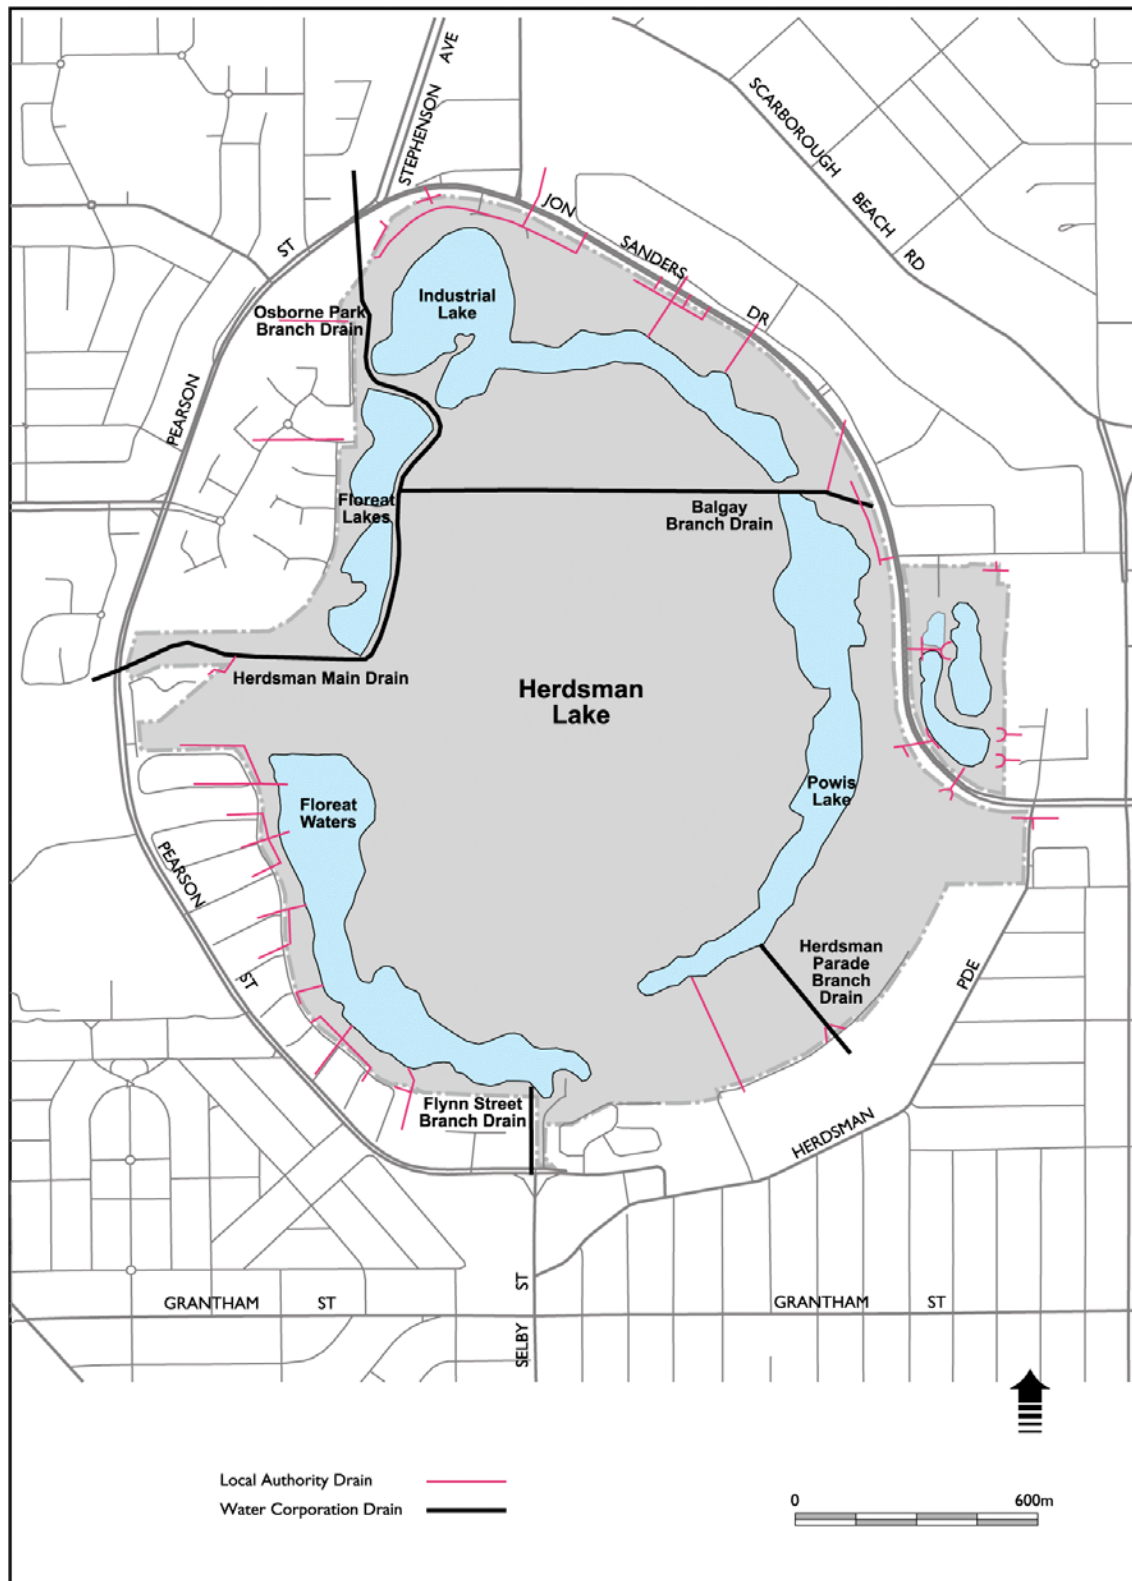 STEPHENSON AVE
SCARBOROUGH BEACH RD
JON SANDERS DR
PEARSON ST
Industrial
Lake
Osborne Park
Branch Drain
Floreat
Lakes
Balgay
Branch Drain
Herdsman Main Drain
Herdsman
Lake
Powis
Lake
Floreat
Waters
PEARSON ST
Herdsman
Parade
Branch
Drain
HERDSMAN PDE
Flynn Street
Branch Drain
GRANTHAM ST
SELBY ST
GRANTHAM ST
Local Authority Drain
Water Corporation Drain
0 600m